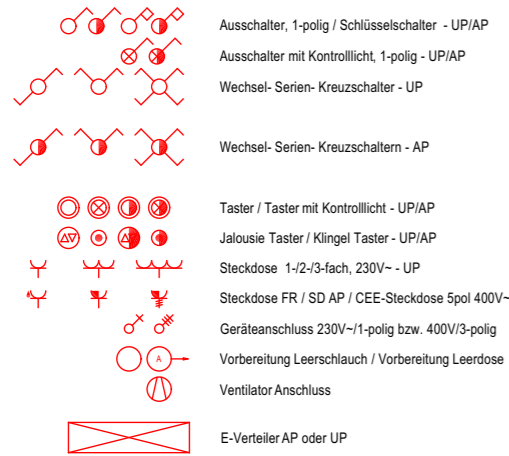 Ausschalter, 1-polig / Schlüsselschalter - UP/AP
Ausschalter mit Kontrolllicht, 1-polig - UP/AP
Wechsel- Serien- Kreuzschalter - UP
Wechsel- Serien- Kreuzschaltern - AP
Taster / Taster mit Kontrolllicht - UP/AP
Jalousie Taster / Klingel Taster - UP/AP
Steckdose 1-/2-/3-fach, 230V~ - UP
Steckdose FR / SD AP / CEE-Steckdose 5pol 400V~
Geräteanschluss 230V~/1-polig bzw. 400V/3-polig
A Vorbereitung Leerschlauch / Vorbereitung Leerdose
Ventilator Anschluss
E-Verteiler AP oder UP